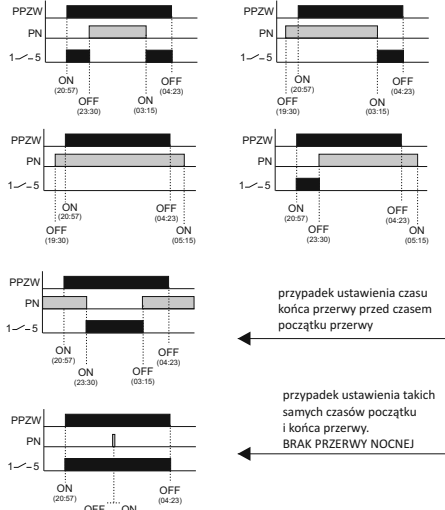 PPZW
PN
1 5
ON
(20:57)
OFF
(23:30)
ON
(03:15)
OFF
(04:23)
PPZW
PN
1 5
ON
(20:57)
OFF
(19:30)
ON
(03:15)
OFF
(04:23)
PPZW
PN
1 5
ON
(20:57)
OFF
(19:30)
OFF
(04:23)
ON
(05:15)
PPZW
PN
1 5
ON
(20:57)
OFF
(23:30)
OFF
(04:23)
ON
(05:15)
PPZW
PN
1 5
ON
(20:57)
ON
(23:30)
OFF
(03:15)
OFF
(04:23)
przypadek ustawienia czasu
końca przerwy przed czasem
początku przerwy
PPZW
PN
1 5
ON
(20:57)
OFF ON
OFF
(04:23)
przypadek ustawienia takich
samych czasów początku
i końca przerwy.
BRAK PRZERWY NOCNEJ